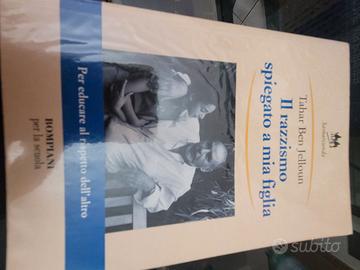 Tahar Ben Jelloun
Il razzismo
spiegato a mia figlia
Per educare al rispetto dell'altro
BOMPIANI
per la scuola
subito